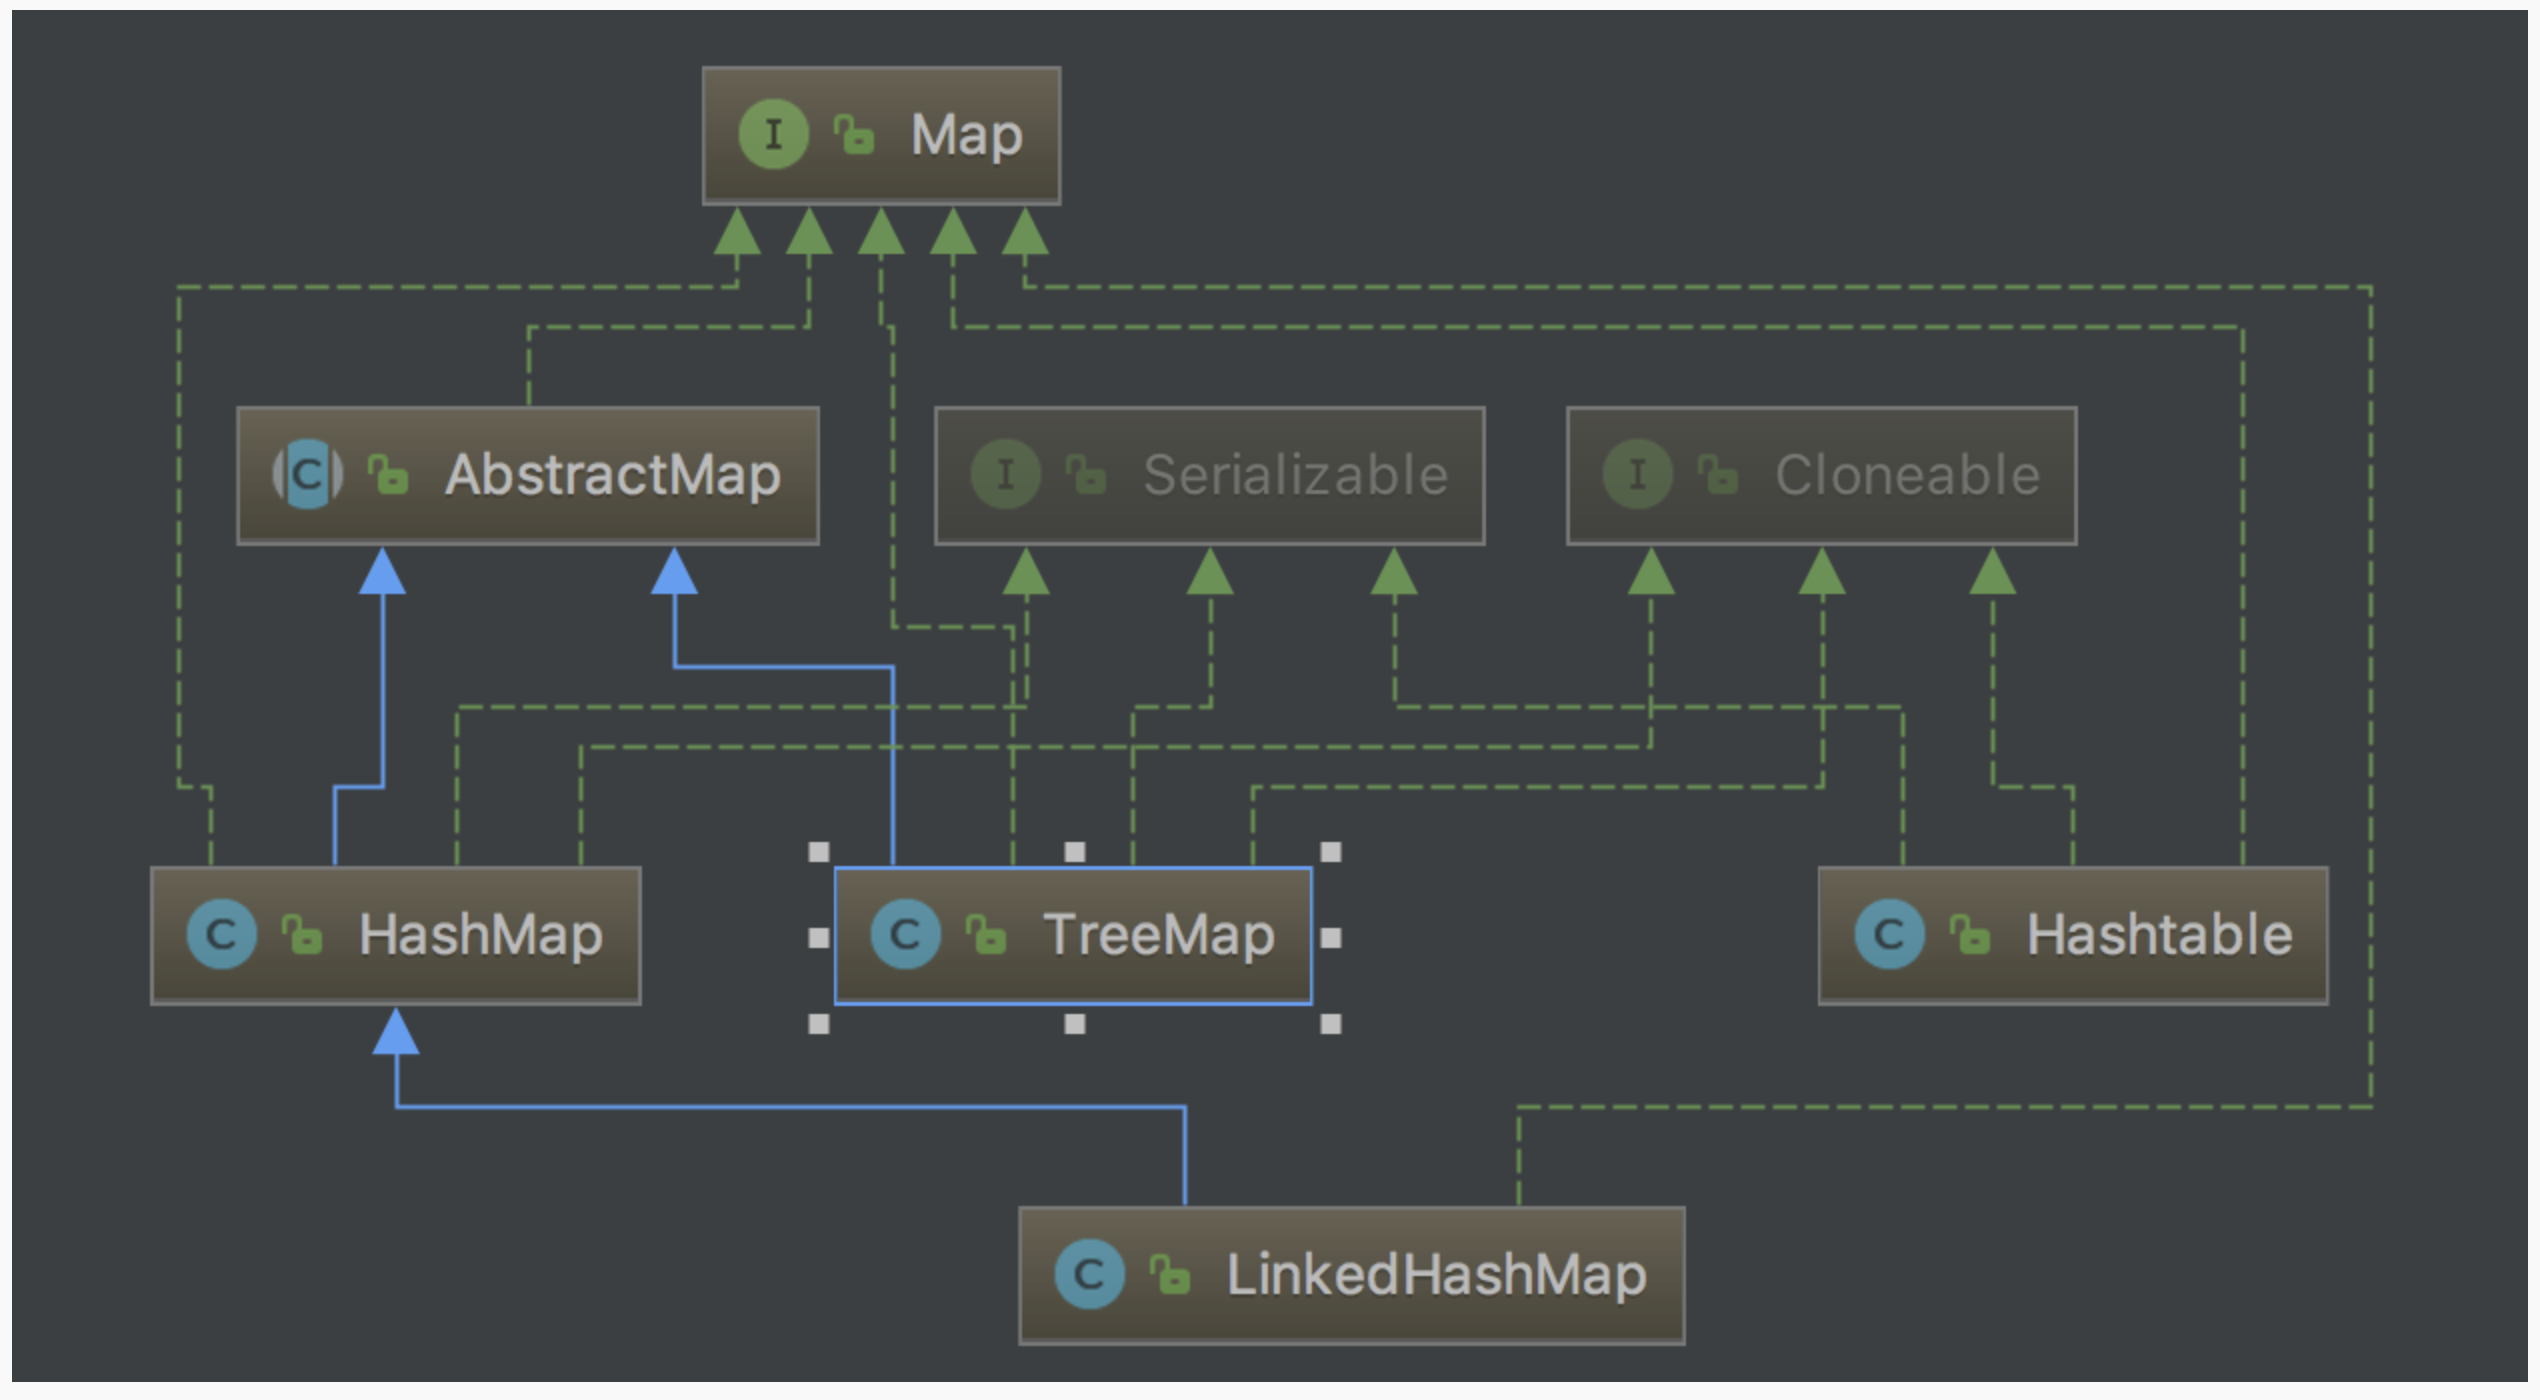 I Map
C AbstractMap
I Serializable
I Cloneable
C HashMap
C TreeMap
C Hashtable
C LinkedHashMap